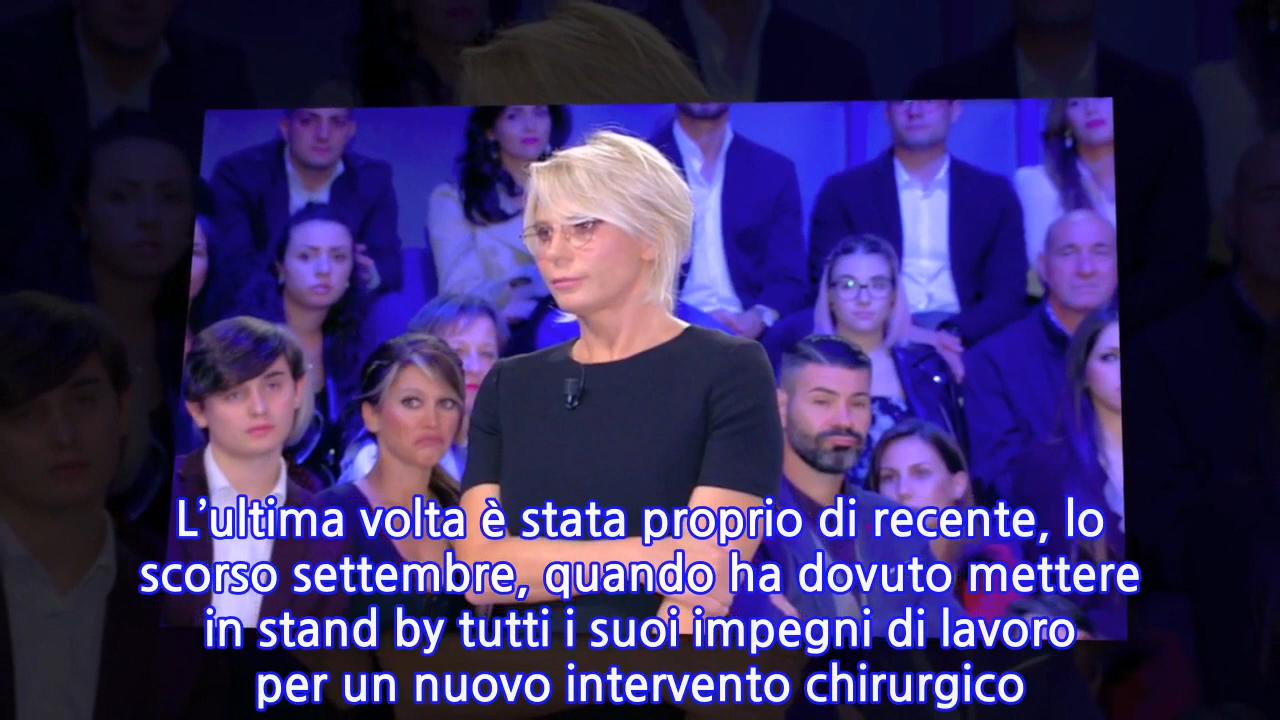 L’ultima volta è stata proprio di recente, lo
scorso settembre, quando ha dovuto mettere
in stand by tutti i suoi impegni di lavoro
per un nuovo intervento chirurgico